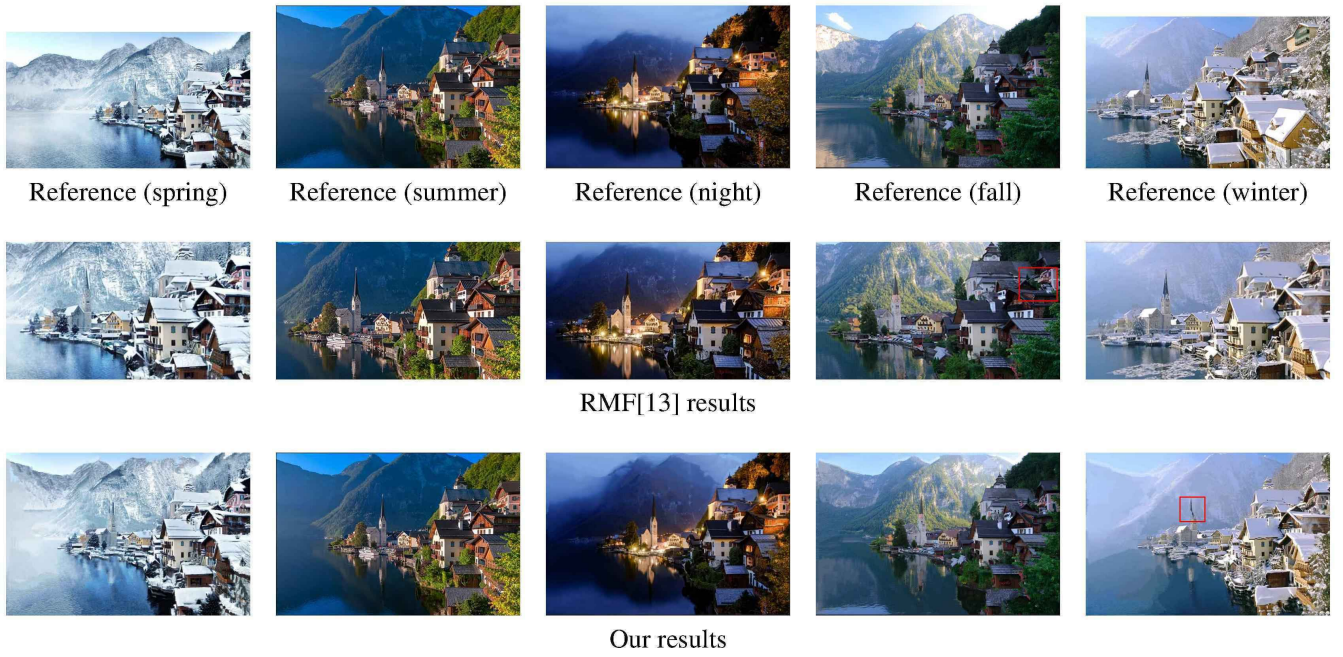 Reference (spring)
Reference (summer)
Reference (night)
Reference (fall)
Reference (winter)
RMF[13] results
Our results